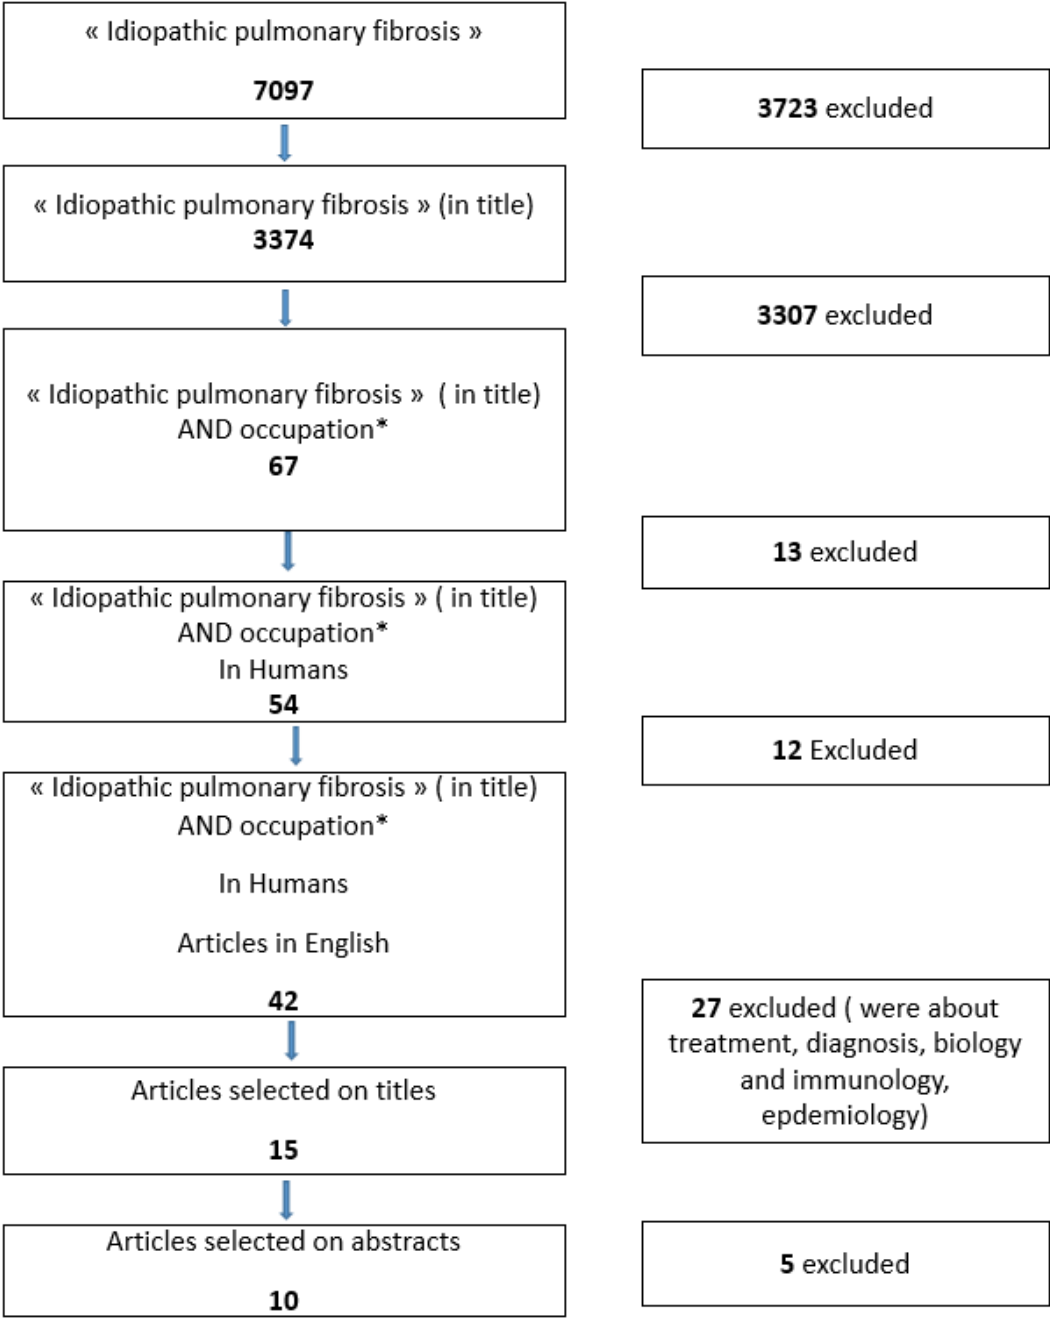 « Idiopathic pulmonary fibrosis »
7097
3723 excluded
« Idiopathic pulmonary fibrosis » (in title)
3374
3307 excluded
« Idiopathic pulmonary fibrosis » ( in title)
AND occupation*
67
13 excluded
« Idiopathic pulmonary fibrosis » ( in title)
AND occupation*
In Humans
54
12 Excluded
« Idiopathic pulmonary fibrosis » ( in title)
AND occupation*
In Humans
Articles in English
42
27 excluded ( were about
treatment, diagnosis, biology
and immunology,
epdemiology)
Articles selected on titles
15
Articles selected on abstracts
10
5 excluded